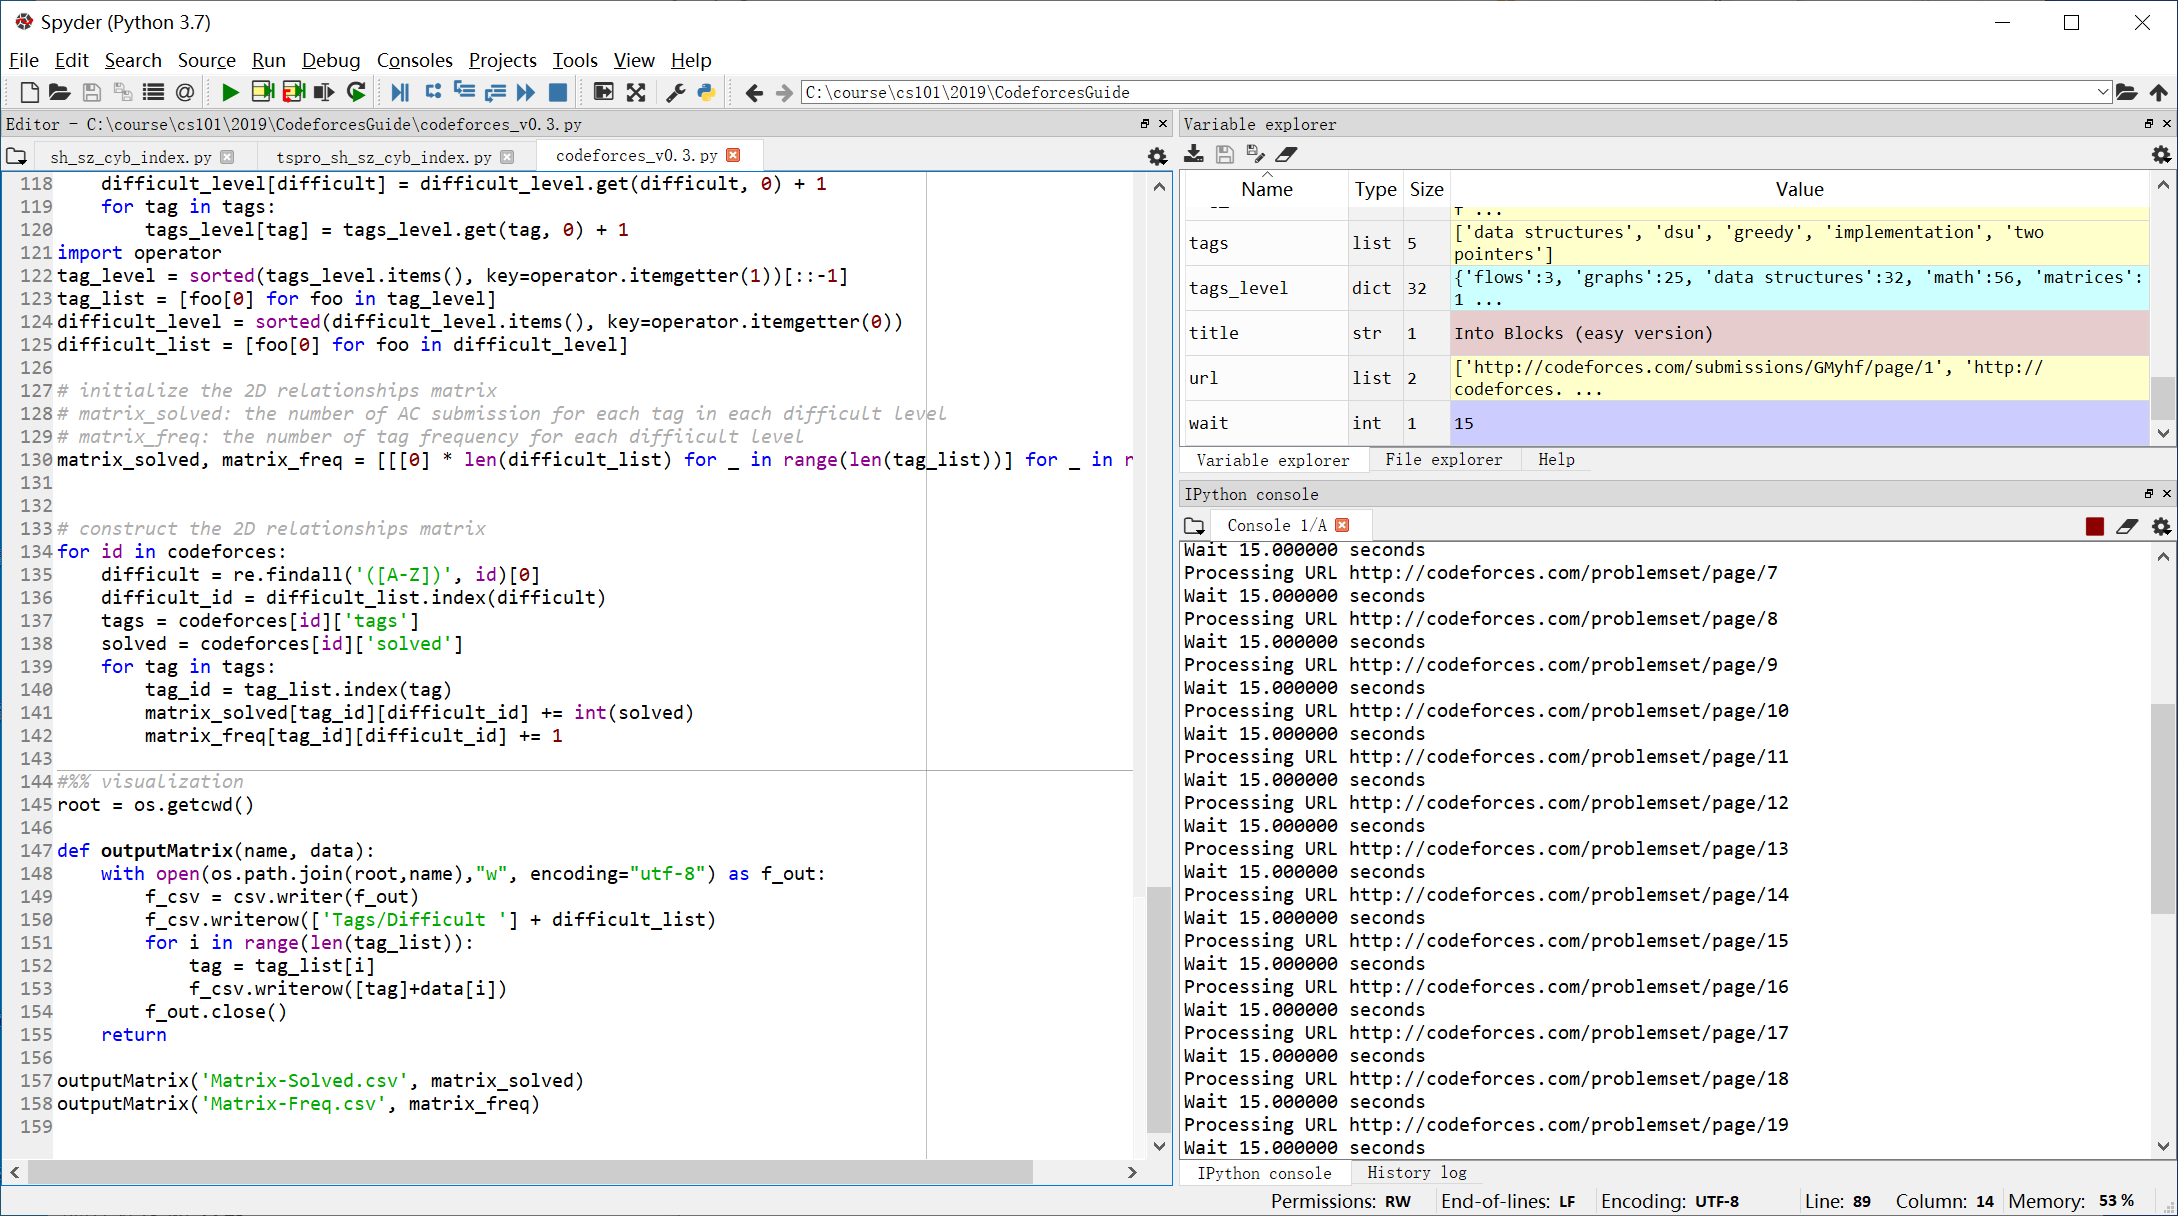 Spyder (Python 3.7)
File Edit Search Source Run Debug Consoles Projects Tools View Help
C:\course\cs101\2019\CodeforcesGuide
Editor - C:\course\cs101\2019\CodeforcesGuide\codeforces_v0.3.py
sh_sz_cyb_index.py tspro_sh_sz_cyb_index.py codeforces_v0.3.py
118     difficult_level[difficult] = difficult_level.get(difficult, 0) + 1
119     for tag in tags:
120         tags_level[tag] = tags_level.get(tag, 0) + 1
121 import operator
122 tag_level = sorted(tags_level.items(), key=operator.itemgetter(1))[::-1]
123 tag_list = [foo[0] for foo in tag_level]
124 difficult_level = sorted(difficult_level.items(), key=operator.itemgetter(0))
125 difficult_list = [foo[0] for foo in difficult_level]
126
127 # initialize the 2D relationships matrix
128 # matrix_solved: the number of AC submission for each tag in each difficult level
129 # matrix_freq: the number of tag frequency for each diffiicult level
130 matrix_solved, matrix_freq = [[[0] * len(difficult_list) for _ in range(len(tag_list))] for _ in r
131
132
133 # construct the 2D relationships matrix
134 for id in codeforces:
135     difficult = re.findall('([A-Z])', id)[0]
136     difficult_id = difficult_list.index(difficult)
137     tags = codeforces[id]['tags']
138     solved = codeforces[id]['solved']
139     for tag in tags:
140         tag_id = tag_list.index(tag)
141         matrix_solved[tag_id][difficult_id] += int(solved)
142         matrix_freq[tag_id][difficult_id] += 1
143
144 #%% visualization
145 root = os.getcwd()
146
147 def outputMatrix(name, data):
148     with open(os.path.join(root,name),"w", encoding="utf-8") as f_out:
149         f_csv = csv.writer(f_out)
150         f_csv.writerow(['Tags/Difficult '] + difficult_list)
151         for i in range(len(tag_list)):
152             tag = tag_list[i]
153             f_csv.writerow([tag]+data[i])
154         f_out.close()
155     return
156
157 outputMatrix('Matrix-Solved.csv', matrix_solved)
158 outputMatrix('Matrix-Freq.csv', matrix_freq)
159
Variable explorer
Name Type Size Value
tags list 5 ['data structures', 'dsu', 'greedy', 'implementation', 'two
pointers']
tags_level dict 32 {'flows':3, 'graphs':25, 'data structures':32, 'math':56, 'matrices':
1 ...
title str 1 Into Blocks (easy version)
url list 2 ['http://codeforces.com/submissions/GMyhf/page/1', 'http://
codeforces. ...
wait int 1 15
Variable explorer File explorer Help
IPython console
Console 1/A
Wait 15.000000 seconds
Processing URL http://codeforces.com/problemset/page/7
Wait 15.000000 seconds
Processing URL http://codeforces.com/problemset/page/8
Wait 15.000000 seconds
Processing URL http://codeforces.com/problemset/page/9
Wait 15.000000 seconds
Processing URL http://codeforces.com/problemset/page/10
Wait 15.000000 seconds
Processing URL http://codeforces.com/problemset/page/11
Wait 15.000000 seconds
Processing URL http://codeforces.com/problemset/page/12
Wait 15.000000 seconds
Processing URL http://codeforces.com/problemset/page/13
Wait 15.000000 seconds
Processing URL http://codeforces.com/problemset/page/14
Wait 15.000000 seconds
Processing URL http://codeforces.com/problemset/page/15
Wait 15.000000 seconds
Processing URL http://codeforces.com/problemset/page/16
Wait 15.000000 seconds
Processing URL http://codeforces.com/problemset/page/17
Wait 15.000000 seconds
Processing URL http://codeforces.com/problemset/page/18
Wait 15.000000 seconds
Processing URL http://codeforces.com/problemset/page/19
Wait 15.000000 seconds
IPython console History log
Permissions: RW End-of-lines: LF Encoding: UTF-8 Line: 89 Column: 14 Memory: 53 %